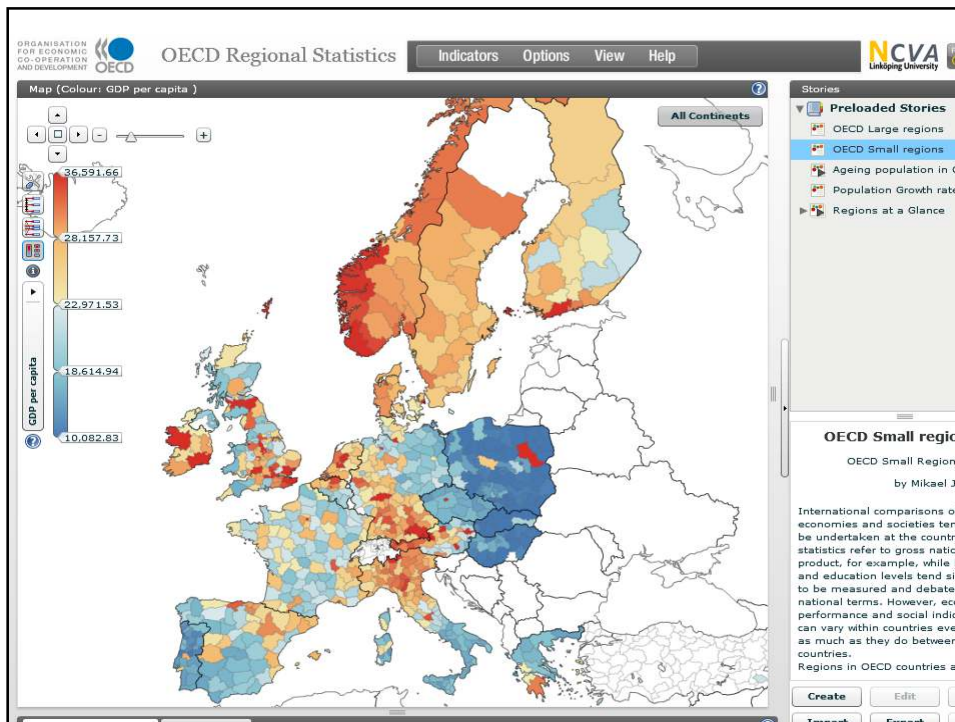 ORGANISATION
FOR ECONOMIC
CO-OPERATION
AND DEVELOPMENT
OECD
OECD Regional Statistics
Indicators Options View Help
NCVA
Linköping University
Map (Colour: GDP per capita )
?
All Continents
36,591.66
28,157.73
22,971.53
18,614.94
10,082.83
GDP per capita
?
Stories
Preloaded Stories
OECD Large regions
OECD Small regions
Ageing population in
Population Growth rate
Regions at a Glance
OECD Small regio
OECD Small Region
by Mikael J
International comparisons o
economies and societies ten
be undertaken at the countr
statistics refer to gross natio
product, for example, while
and education levels tend si
to be measured and debate
national terms. However, eco
performance and social indic
can vary within countries eve
as much as they do between
countries.
Regions in OECD countries a
Create Edit
Import Export